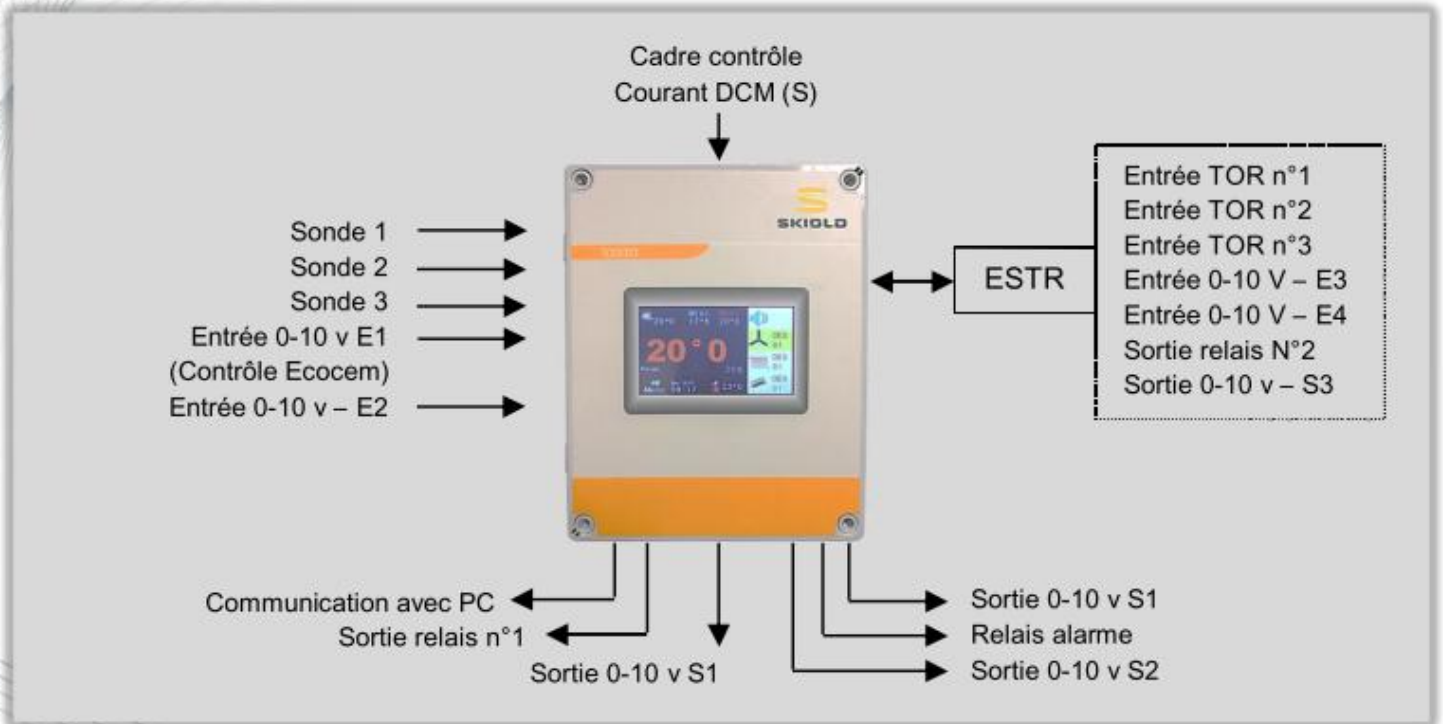 Cadre contrôle
Courant DCM (S)
SKIOLD
Sonde 1
Sonde 2
Sonde 3
Entrée 0-10 v E1
(Contrôle Ecocem)
Entrée 0-10 v – E2
20°0
ESTR
Entrée TOR n°1
Entrée TOR n°2
Entrée TOR n°3
Entrée 0-10 V – E3
Entrée 0-10 V – E4
Sortie relais N°2
Sortie 0-10 v – S3
Communication avec PC
Sortie relais n°1
Sortie 0-10 v S1
Sortie 0-10 v S1
Relais alarme
Sortie 0-10 v S2